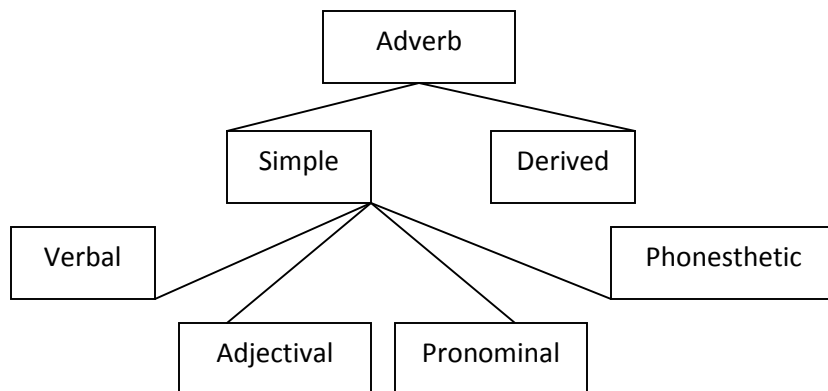 Adverb
Simple
Derived
Verbal
Phonesthetic
Adjectival
Pronominal